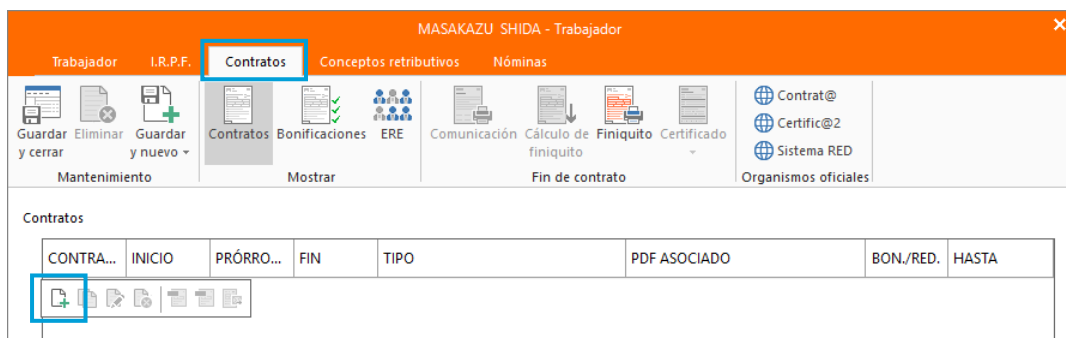 MASAKAZU SHIDA - Trabajador
Trabajador I.R.P.F. Contratos Conceptos retributivos Nóminas
Guardar y cerrar Eliminar Guardar y nuevo Contratos Bonificaciones ERE Comunicación Cálculo de finiquito Finiquito Certificado
Contrat@
Certific@2
Sistema RED
Mantenimiento Mostrar Fin de contrato Organismos oficiales
Contratos
CONTRA... INICIO PRÓRRO... FIN TIPO PDF ASOCIADO BON./RED. HASTA